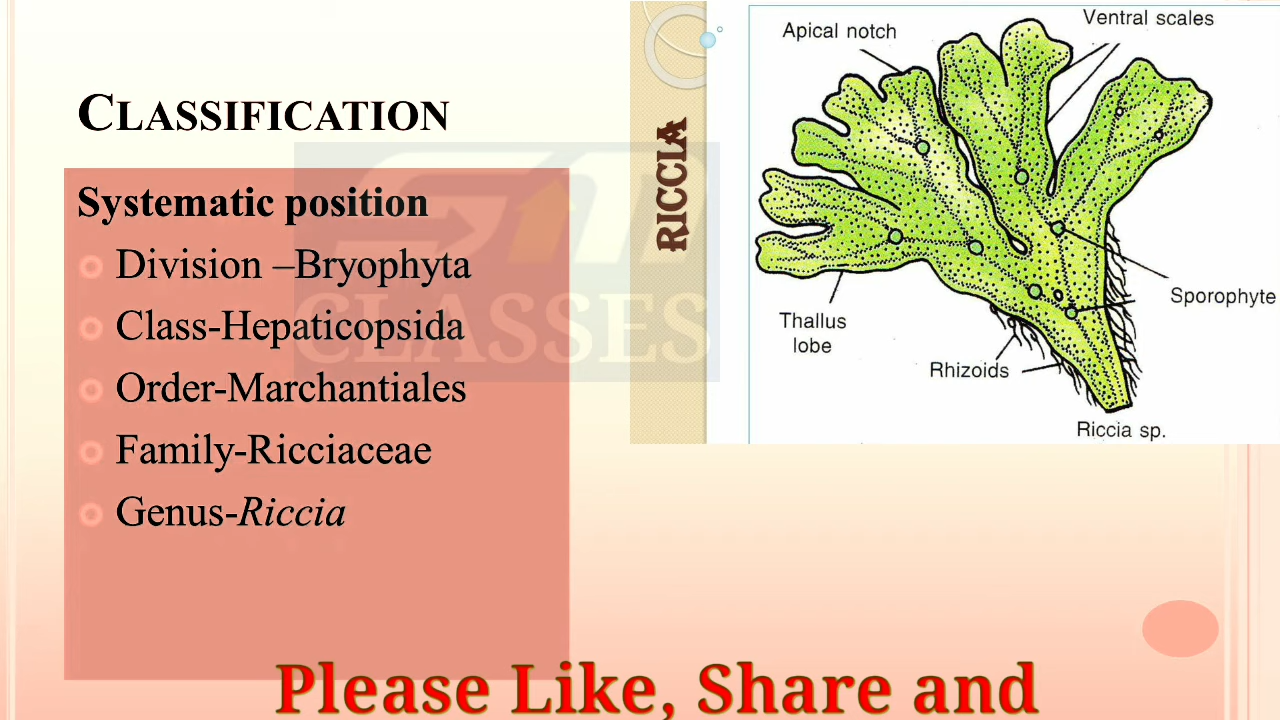 CLASSIFICATION
Systematic position
Division –Bryophyta
Class-Hepaticopsida
Order-Marchantiales
Family-Ricciaceae
Genus-Riccia
RICCIA
Apical notch
Ventral scales
Sporophyte
Thallus
lobe
Rhizoids
Riccia sp.
CLASSES
Please Like, Share and